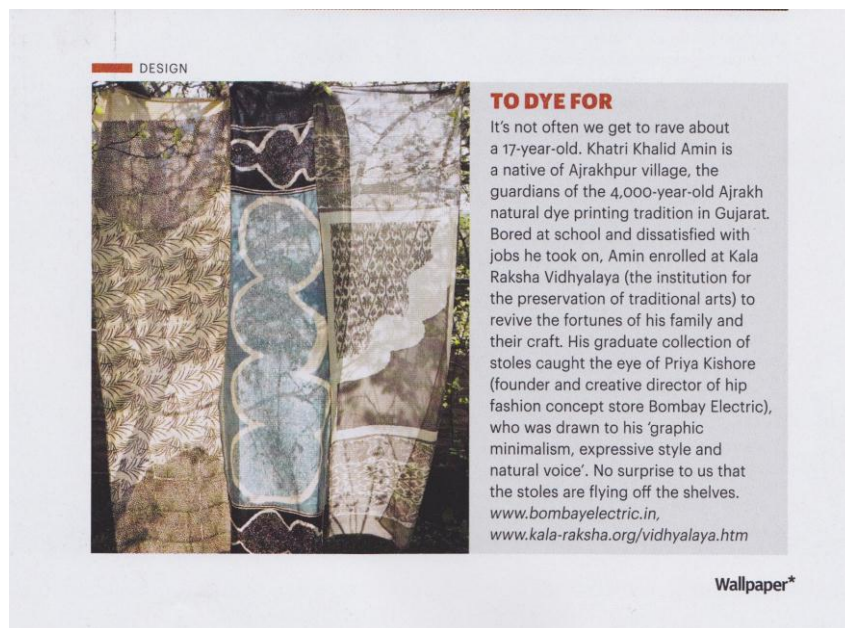 DESIGN
TO DYE FOR
It's not often we get to rave about
a 17-year-old. Khatri Khalid Amin is
a native of Ajrakhpur village, the
guardians of the 4,000-year-old Ajrakh
natural dye printing tradition in Gujarat.
Bored at school and dissatisfied with
jobs he took on, Amin enrolled at Kala
Raksha Vidhyalaya (the institution for
the preservation of traditional arts) to
revive the fortunes of his family and
their craft. His graduate collection of
stoles caught the eye of Priya Kishore
(founder and creative director of hip
fashion concept store Bombay Electric),
who was drawn to his 'graphic
minimalism, expressive style and
natural voice'. No surprise to us that
the stoles are flying off the shelves.
www.bombayelectric.in,
www.kala-raksha.org/vidhyalaya.htm
Wallpaper*